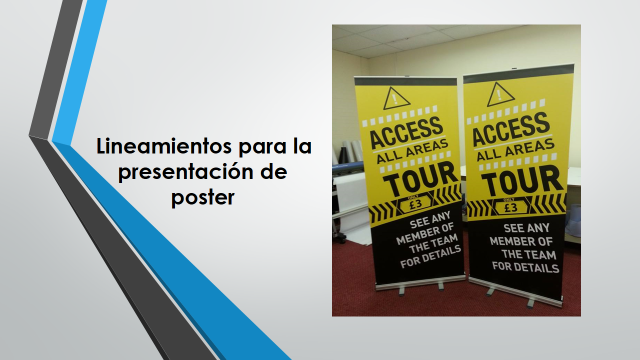 Lineamientos para la
presentación de
poster
!
ACCESS
ALL AREAS
TOUR
ONLY
£3
SEE ANY
MEMBER OF
THE TEAM
FOR DETAILS
!
ACCESS
ALL AREAS
TOUR
ONLY
£3
SEE ANY
MEMBER OF
THE TEAM
FOR DETAILS